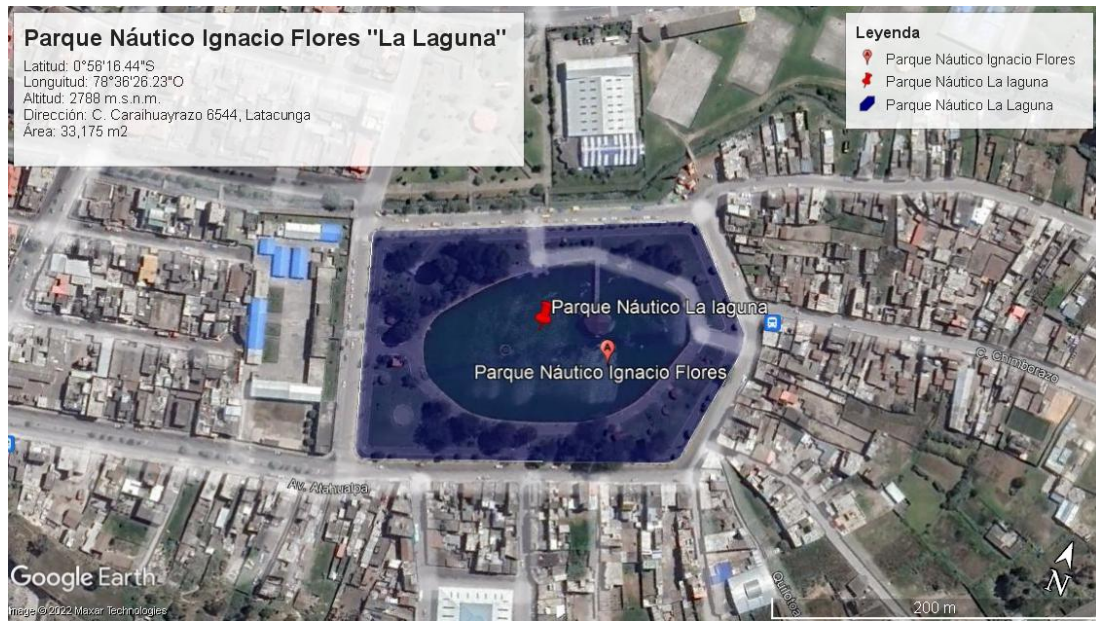 Parque Náutico Ignacio Flores "La Laguna"
Latitud: 0°56'16.44"S
Longuitud: 78°36'26.23"O
Altitud: 2788 m.s.n.m.
Dirección: C. Caraihuayrazo 6544, Latacunga
Área: 33,175 m2
Leyenda
Parque Náutico Ignacio Flores
Parque Náutico La laguna
Parque Náutico La Laguna
Parque Náutico La laguna
A
Parque Náutico Ignacio Flores
C. Chimborazo
Av. Atahualpa
Quilotoa
Google Earth
Image © 2022 Maxar Technologies
N
200 m